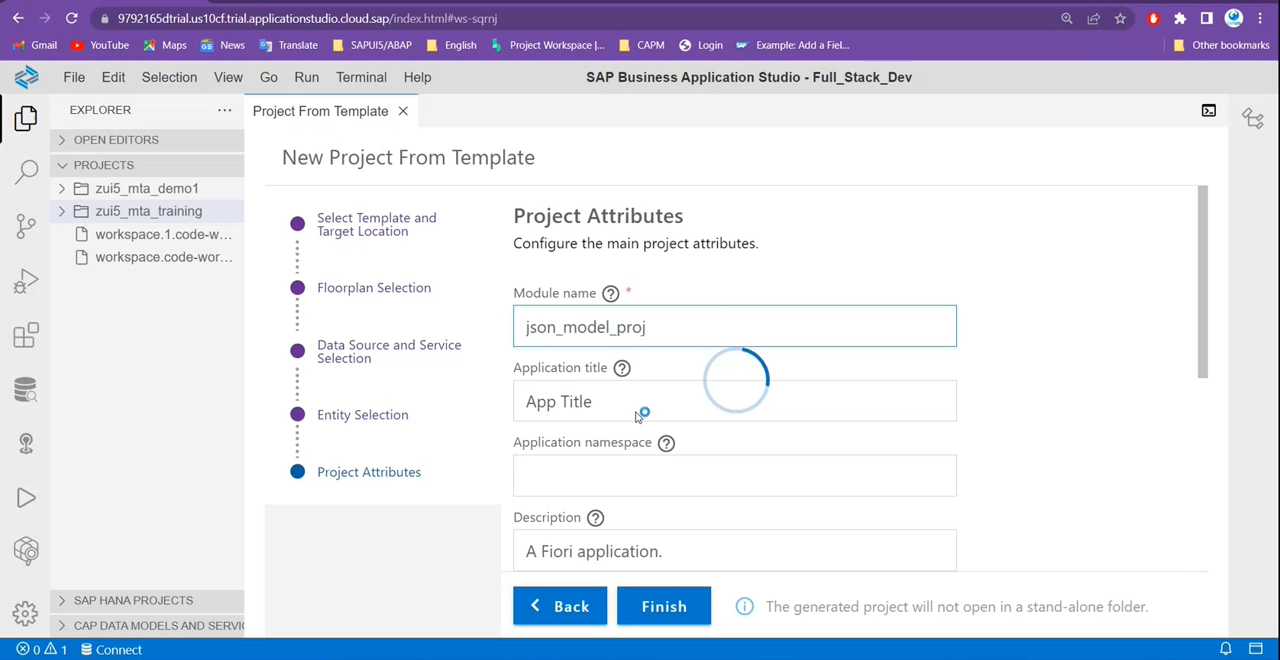 9792165dtrial.us10cf.trial.applicationstudio.cloud.sap/index.html#ws-sqrnj
Gmail YouTube Maps News Translate SAPUI5/ABAP English Project Workspace |... CAPM Login Example: Add a Fiel... Other bookmarks
File Edit Selection View Go Run Terminal Help SAP Business Application Studio - Full_Stack_Dev
EXPLORER ... Project From Template
OPEN EDITORS
PROJECTS
zui5_mta_demo1
zui5_mta_training
workspace.1.code-w...
workspace.code-wor...
SAP HANA PROJECTS
CAP DATA MODELS AND SERVIC
New Project From Template
Select Template and
Target Location
Floorplan Selection
Data Source and Service
Selection
Entity Selection
Project Attributes
Project Attributes
Configure the main project attributes.
Module name ? *
json_model_proj
Application title ?
App Title
Application namespace ?
Description ?
A Fiori application.
Back Finish i The generated project will not open in a stand-alone folder.
0 1 Connect